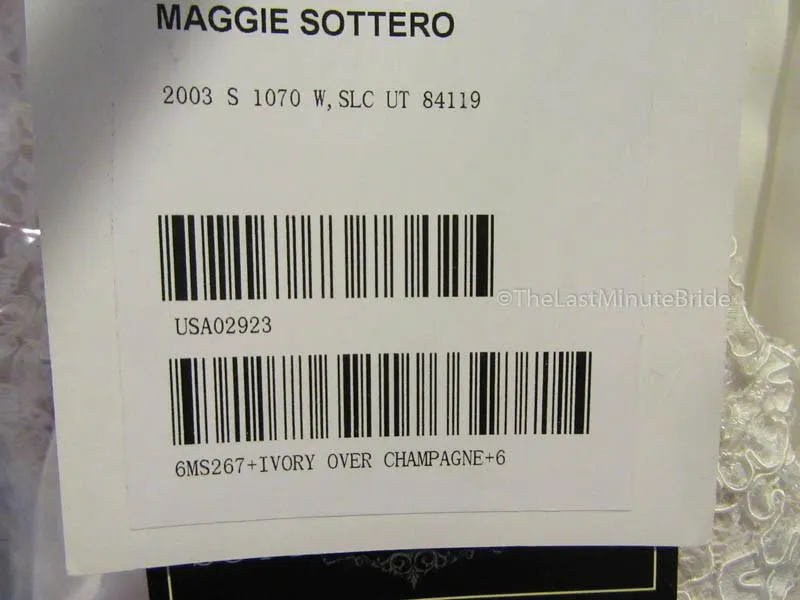 MAGGIE SOTTERO
2003 S 1070 W, SLC UT 84119
©TheLastMinuteBride
USA02923
6MS267+IVORY OVER CHAMPAGNE+6